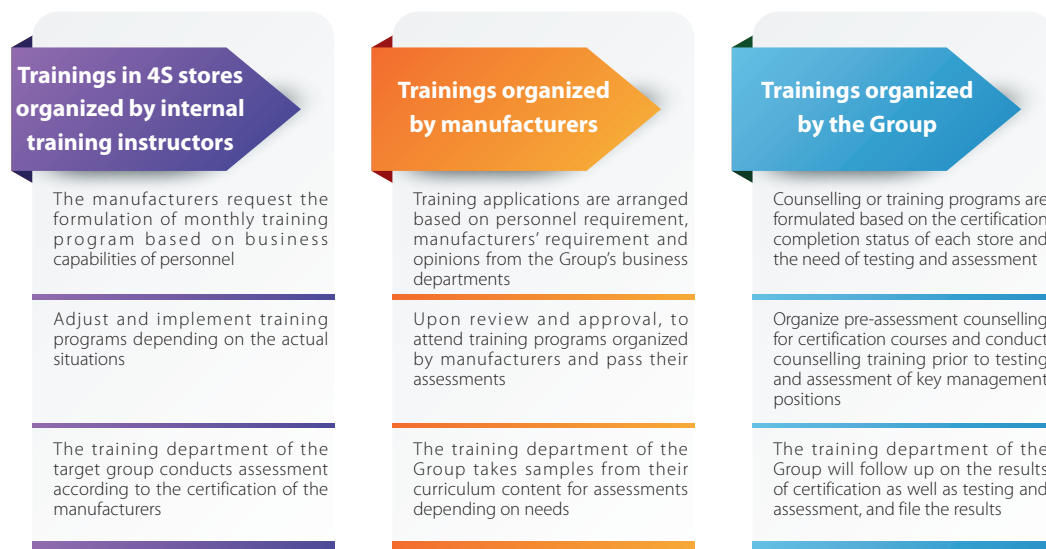 Trainings in 4S stores
organized by internal
training instructors
The manufacturers request the
formulation of monthly training
program based on business
capabilities of personnel
Adjust and implement training
programs depending on the actual
situations
The training department of the
target group conducts assessment
according to the certification of the
manufacturers
Trainings organized
by manufacturers
Training applications are arranged
based on personnel requirement,
manufacturers’ requirement and
opinions from the Group’s business
departments
Upon review and approval, to
attend training programs organized
by manufacturers and pass their
assessments
The training department of the
Group takes samples from their
curriculum content for assessments
depending on needs
Trainings organized
by the Group
Counselling or training programs are
formulated based on the certification
completion status of each store and
the need of testing and assessment
Organize pre-assessment counselling
for certification courses and conduct
counselling training prior to testing
and assessment of key management
positions
The training department of the
Group will follow up on the results
of certification as well as testing and
assessment, and file the results